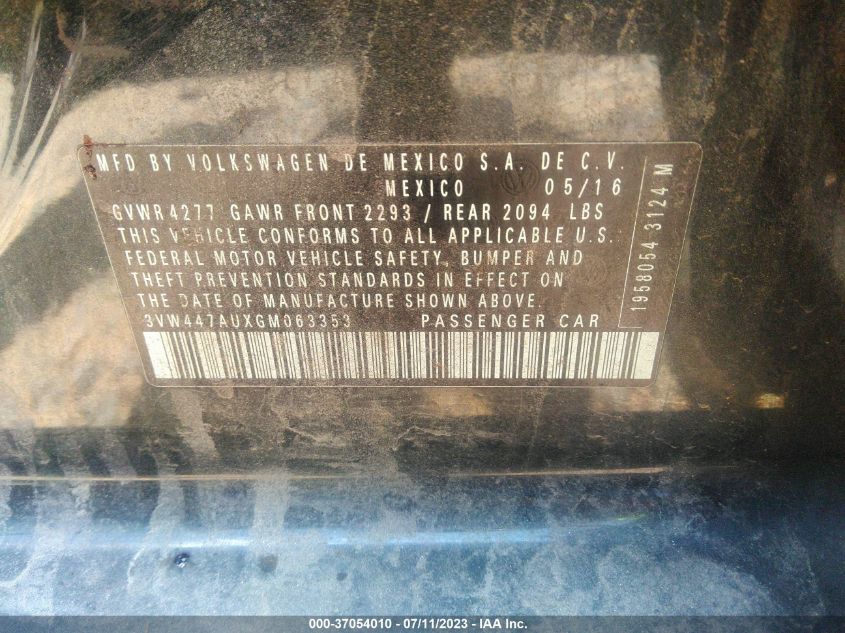 MFD BY VOLKSWAGEN DE MEXICO S.A. DE C.V.
MEXICO 05/16
GVWR 4277 GAWR FRONT 2293 / REAR 2094 LBS
THIS VEHICLE CONFORMS TO ALL APPLICABLE U.S.
FEDERAL MOTOR VEHICLE SAFETY, BUMPER AND
THEFT PREVENTION STANDARDS IN EFFECT ON
THE DATE OF MANUFACTURE SHOWN ABOVE.
3VW447AUXGM063353 PASSENGER CAR
1958054 3124 M
000-37054010 - 07/11/2023 - IAA Inc.